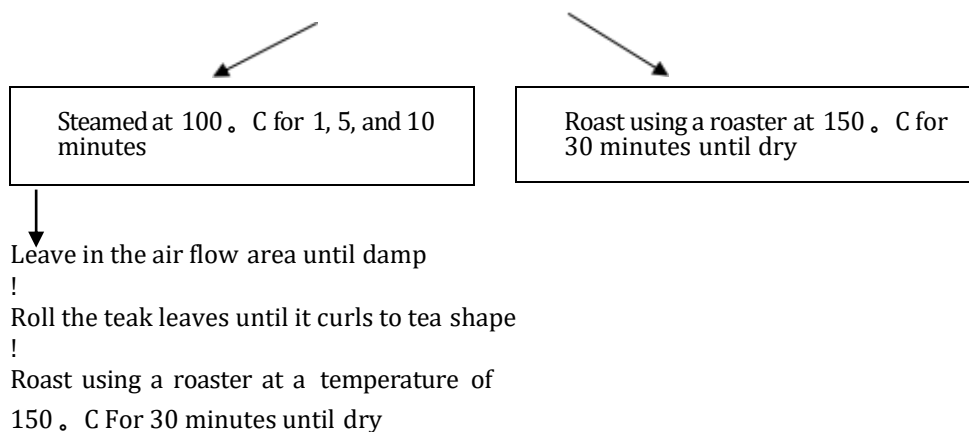 Steamed at 100 。 C for 1, 5, and 10
minutes
Roast using a roaster at 150 。 C for
30 minutes until dry
Leave in the air flow area until damp
!
Roll the teak leaves until it curls to tea shape
!
Roast using a roaster at a temperature of
150 。 C For 30 minutes until dry